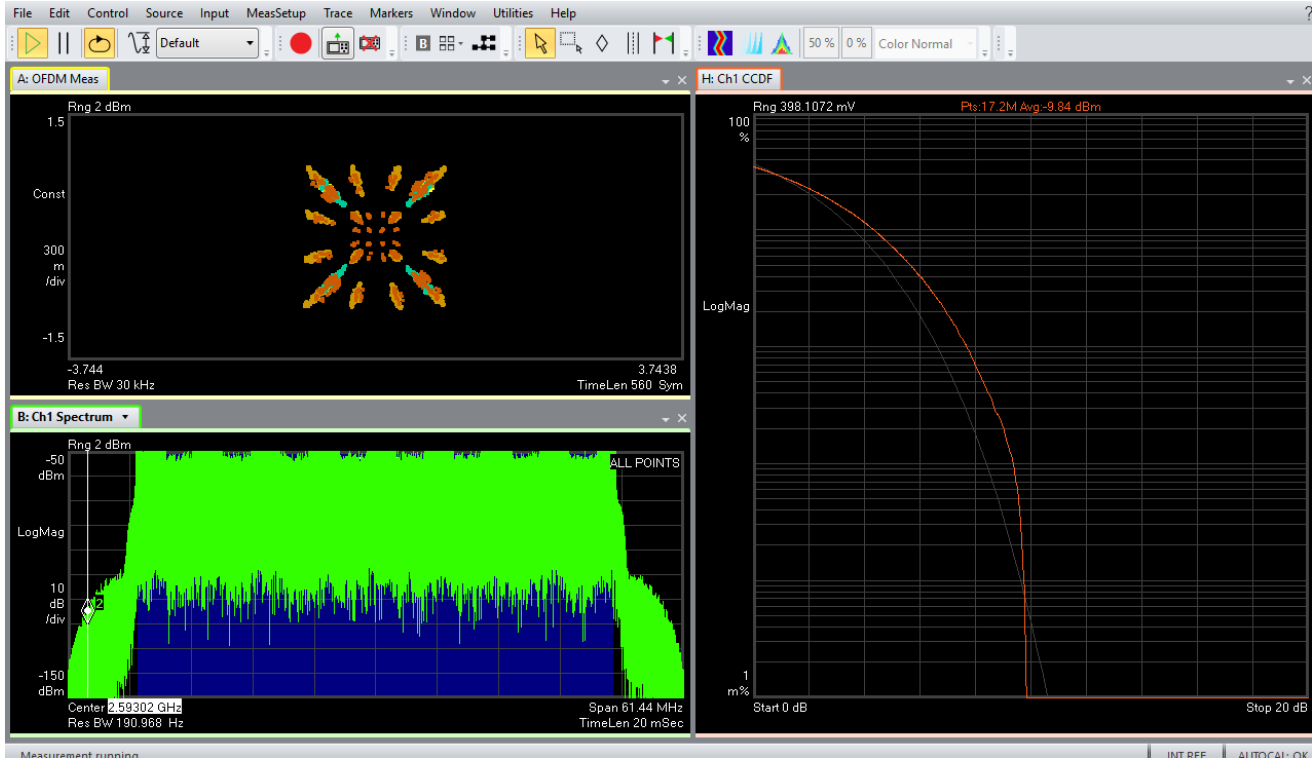 File Edit Control Source Input MeasSetup Trace Markers Window Utilities Help ?
Default B 50 % 0 % Color Normal
A: OFDM Meas
Rng 2 dBm
1.5
Const
300
m
/div
-1.5
-3.744 3.7438
Res BW 30 kHz TimeLen 560 Sym
B: Ch1 Spectrum
Rng 2 dBm
-50
dBm
ALL POINTS
LogMag
10
dB
/div
2
-150
dBm
Center 2.59302 GHz Span 61.44 MHz
Res BW 190.968 Hz TimeLen 20 mSec
H: Ch1 CCDF
Rng 398.1072 mV Pts:17.2M Avg:-9.84 dBm
100
%
LogMag
1
m%
Start 0 dB Stop 20 dB
Measurement running INT REF AUTOCAL: OK